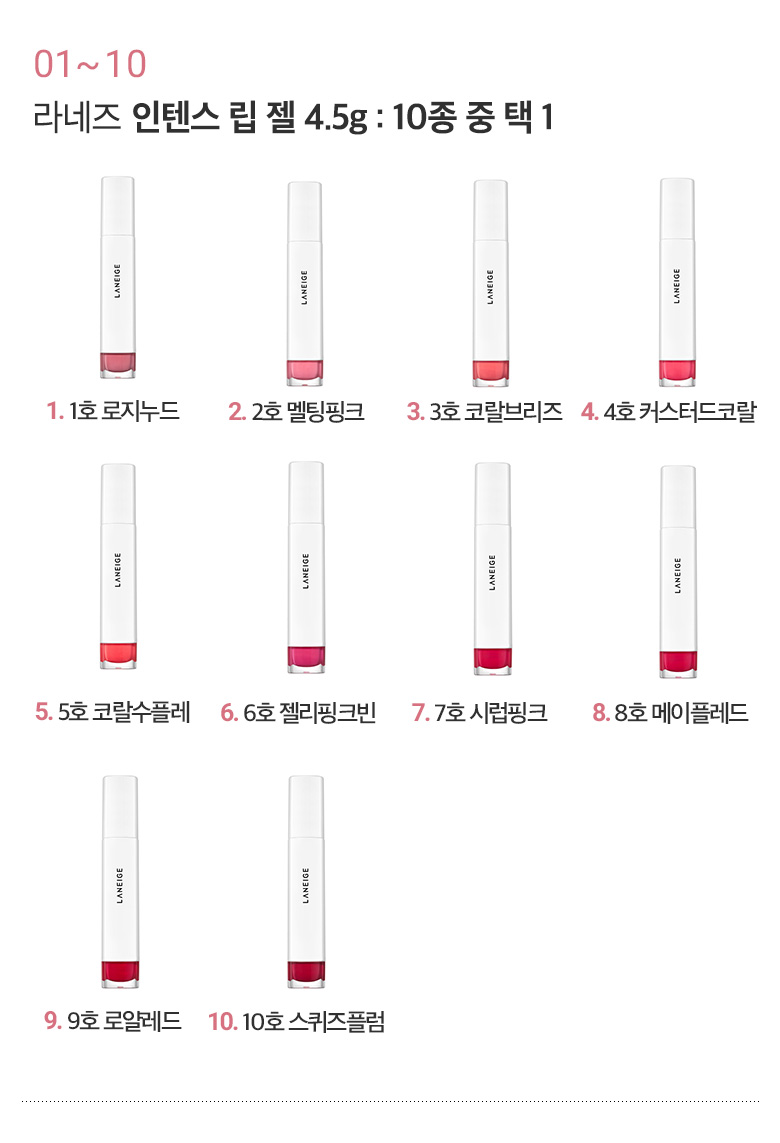 01~10
라네즈 인텐스 립 젤 4.5g : 10종 중 택 1
LANEIGE
LANEIGE
LANEIGE
LANEIGE
1. 1호 로지누드
2. 2호 멜팅핑크
3. 3호 코랄브리즈
4. 4호 커스터드코랄
LANEIGE
LANEIGE
LANEIGE
LANEIGE
5. 5호 코랄수플레
6. 6호 젤리핑크빈
7. 7호 시럽핑크
8. 8호 메이플레드
LANEIGE
LANEIGE
9. 9호 로얄레드
10. 10호 스퀴즈플럼